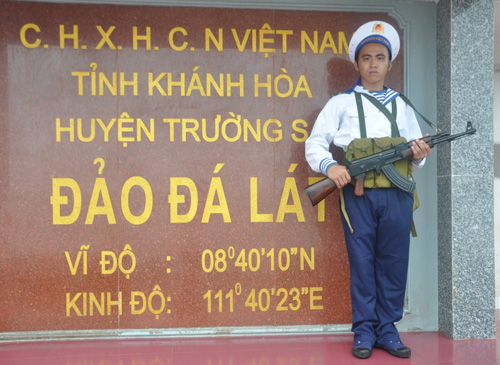 C. H. X. H. C. N VIỆT NAM
TỈNH KHÁNH HÒA
HUYỆN TRƯỜNG S
ĐẢO ĐÁ LÁT
VĨ ĐỘ : 08⁰40'10"N
KINH ĐỘ: 111⁰40'23"E